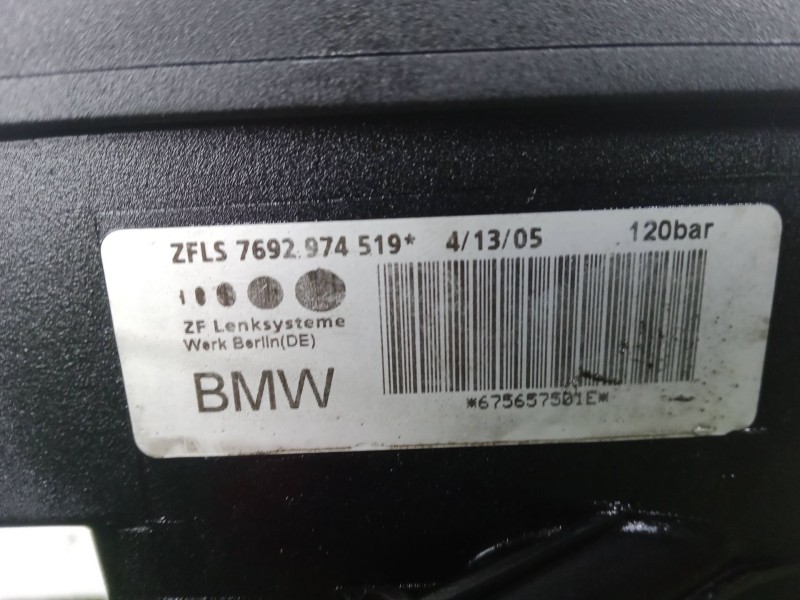 ZFLS 7692 974 519* 4/13/05 120bar
ZF Lenksysteme
Werk Berlin(DE)
BMW
*675657501E*